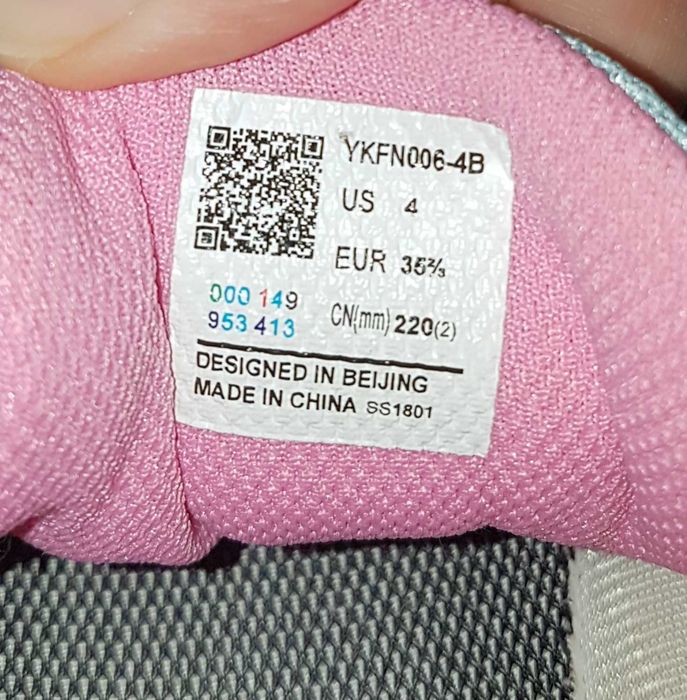 YKFN006-4B
US 4
EUR 35⅔
000 149
953 413
CN(mm) 220(2)
DESIGNED IN BEIJING
MADE IN CHINA SS1801